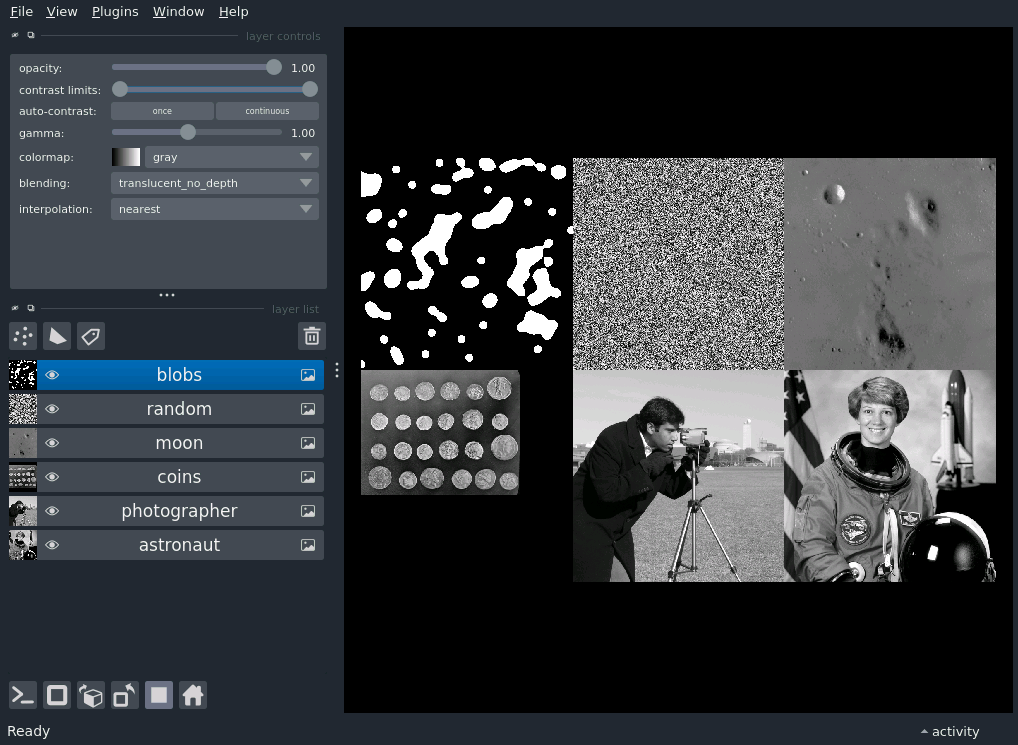 File View Plugins Window Help
layer controls
opacity: 1.00
contrast limits:
auto-contrast: once continuous
gamma: 1.00
colormap: gray
blending: translucent_no_depth
interpolation: nearest
layer list
blobs
random
moon
coins
photographer
astronaut
Ready
activity